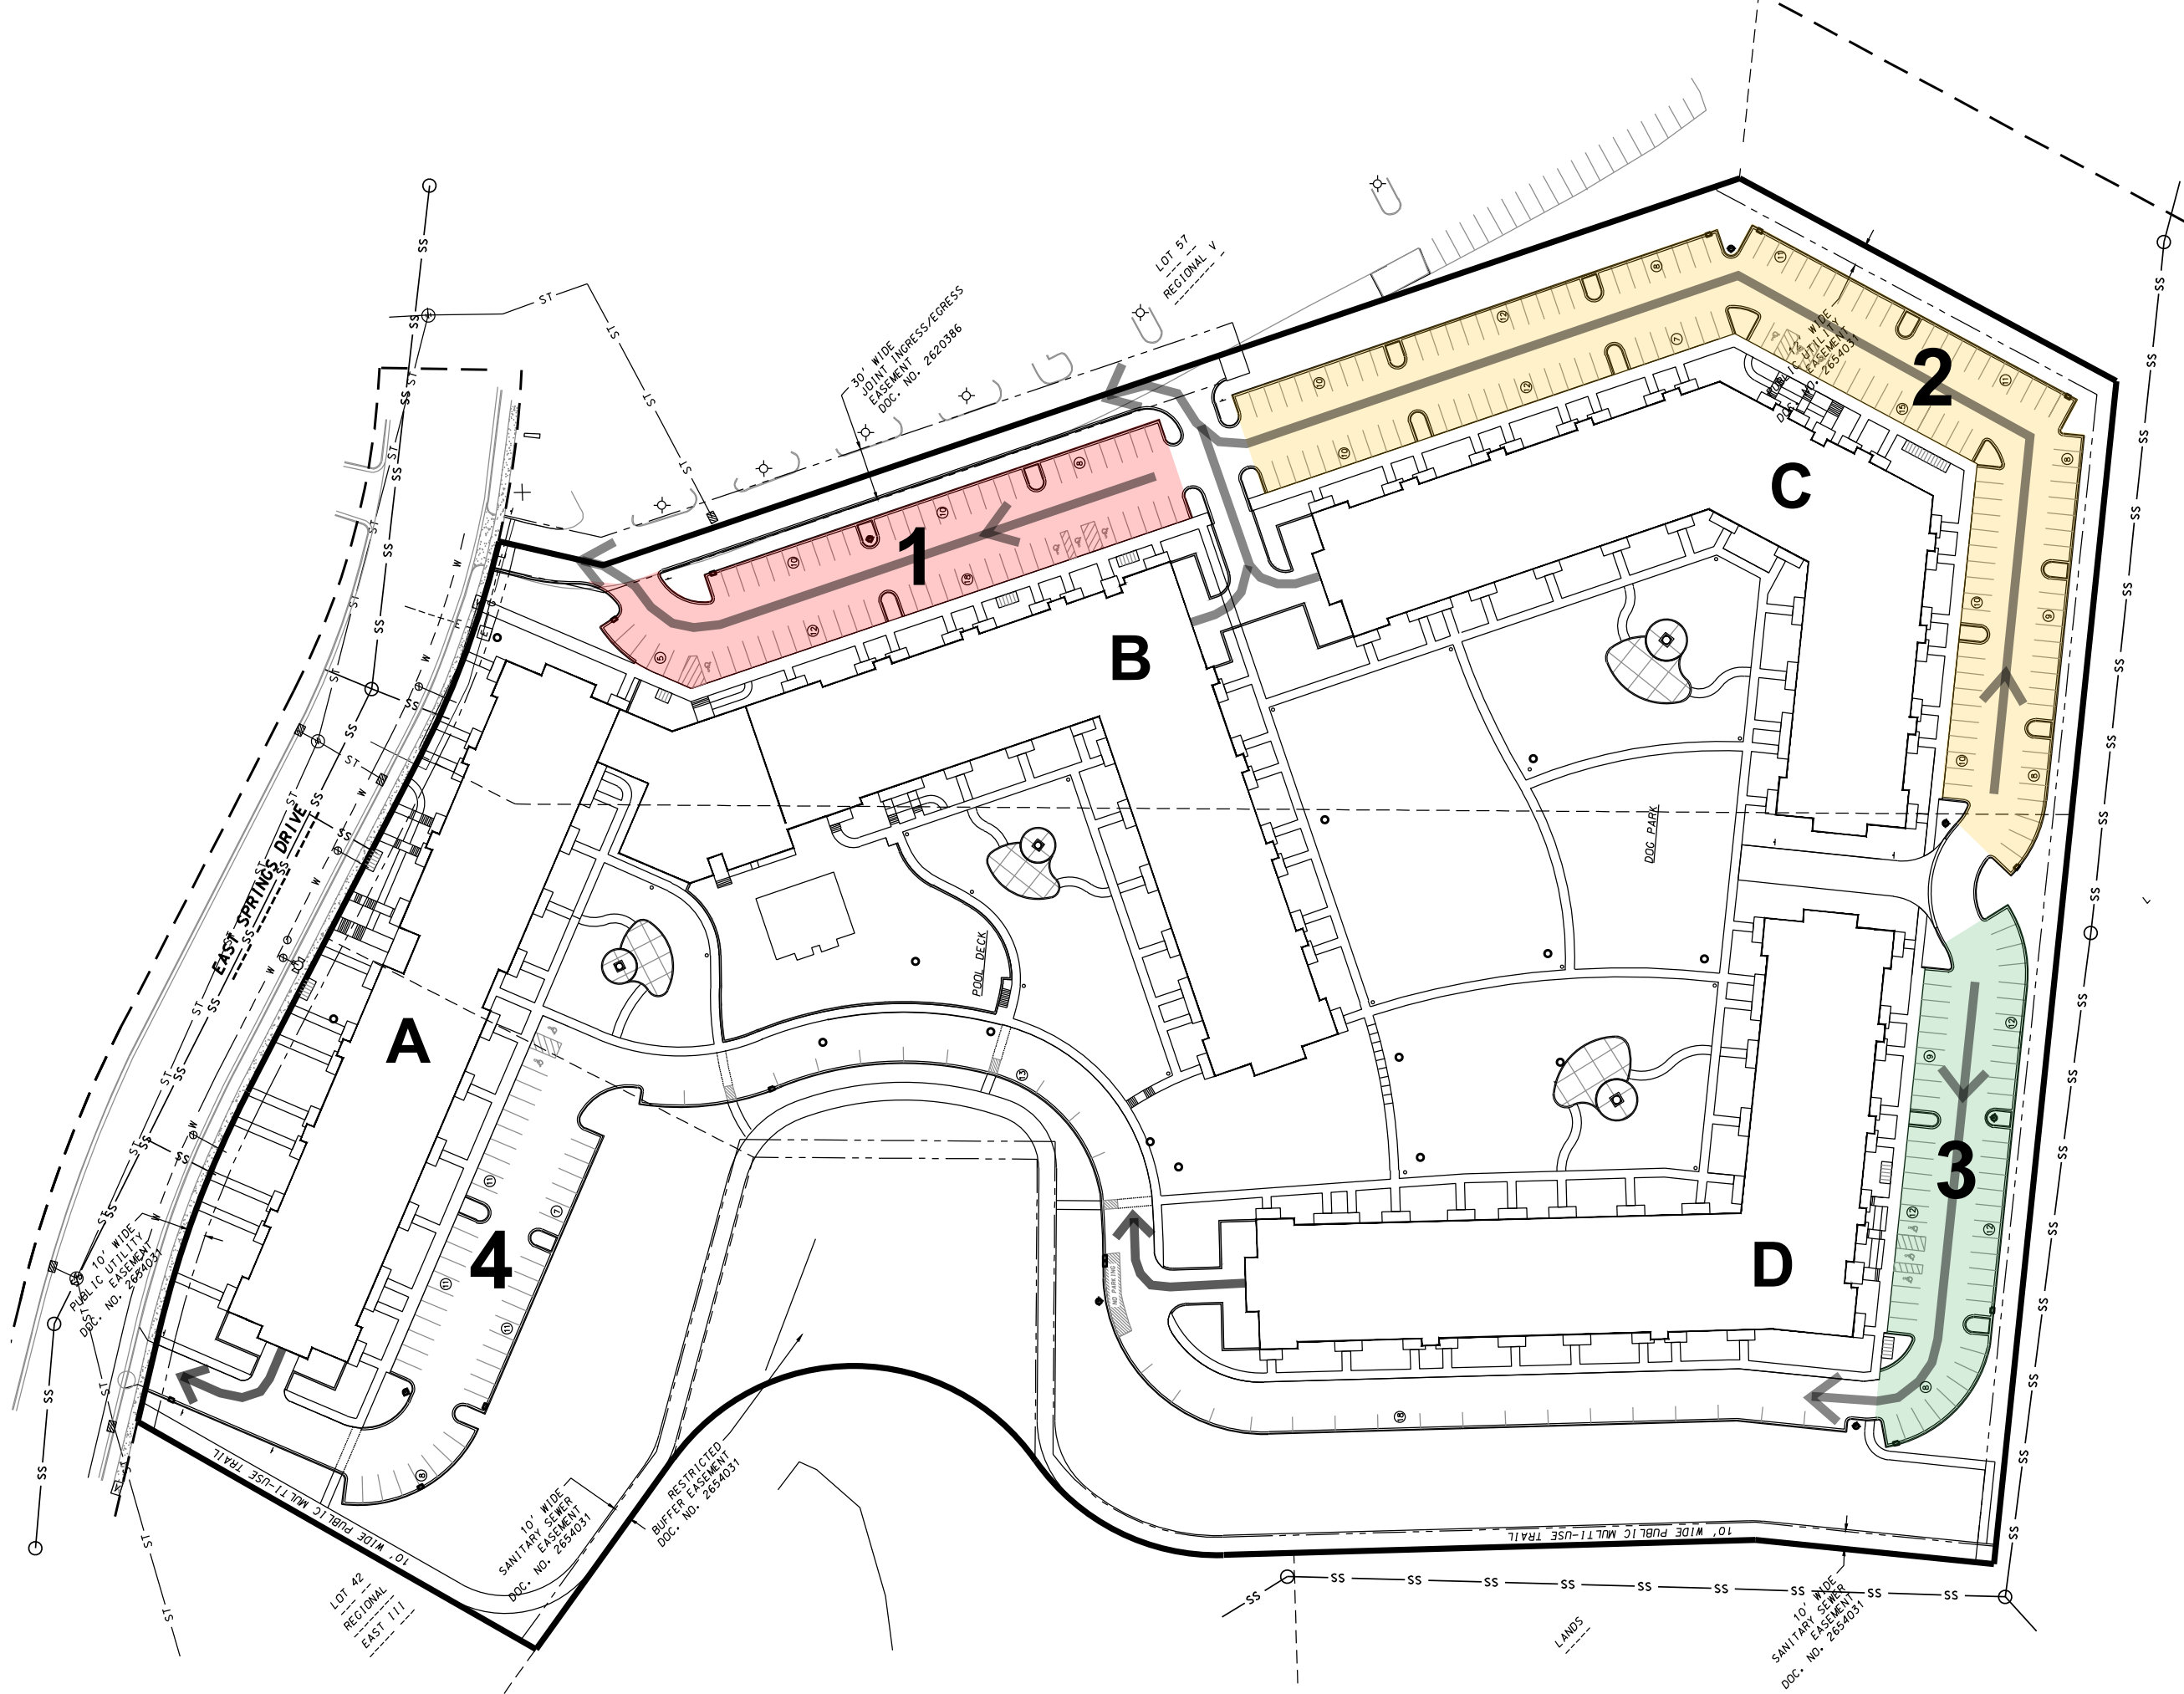 LOT 57
REGIONAL V
30' WIDE
JOINT INGRESS/EGRESS
EASEMENT
DOC. NO. 2620386
12' WIDE
PUBLIC UTILITY
EASEMENT
DOC. NO. 2654031
1
2
3
4
A
B
C
D
EAST SPRINGS DRIVE
POOL DECK
DOG PARK
NO PARKING
10' WIDE
PUBLIC UTILITY
EASEMENT
DOC. NO. 2654031
10' WIDE PUBLIC MULTI-USE TRAIL
LOT 42
REGIONAL
EAST III
10' WIDE
SANITARY SEWER
EASEMENT
DOC. NO. 2654031
RESTRICTED
BUFFER EASEMENT
DOC. NO. 2654031
10' WIDE PUBLIC MULTI-USE TRAIL
LANDS
10' WIDE
SANITARY SEWER
EASEMENT
DOC. NO. 2654031